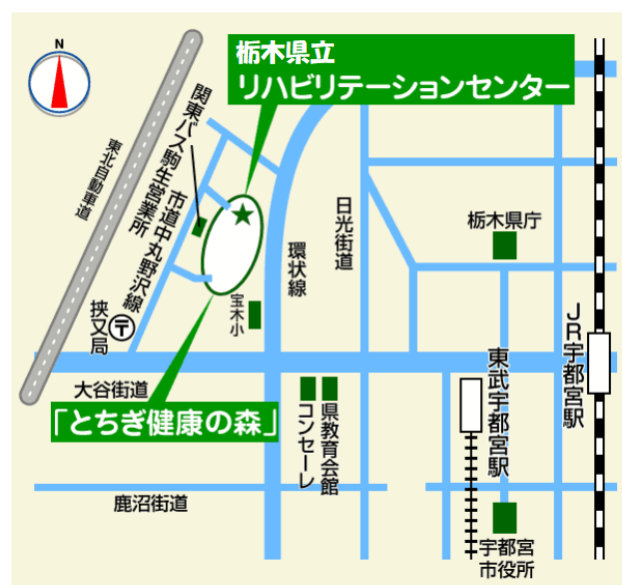 N
栃木県立
リハビリテーションセンター
東北自動車道
関東バス駒生営業所
市道中丸野沢線
挟又局
〒
宝木小
環状線
日光街道
栃木県庁
JR宇都宮駅
大谷街道
「とちぎ健康の森」
コンセーレ
県教育会館
東武宇都宮駅
鹿沼街道
宇都宮
市役所